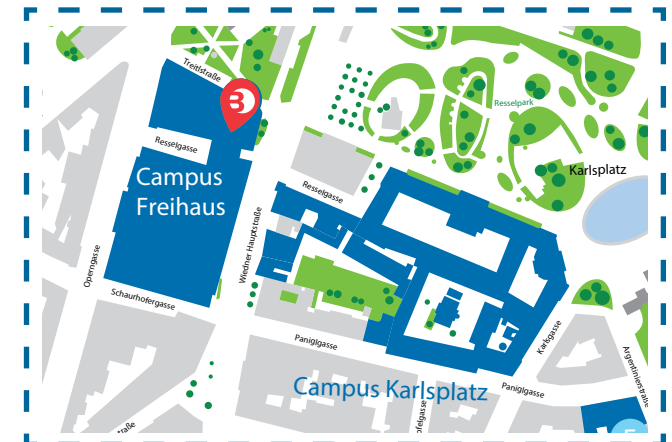 Treitlstraße
B
Resselpark
Resselgasse
Karlsplatz
Campus
Freihaus
Resselgasse
Wiedner Hauptstraße
Operngasse
Schaurhofergasse
Paniglgasse
Karlsgasse
Argentinierstraße
Campus Karlsplatz
Paniglgasse